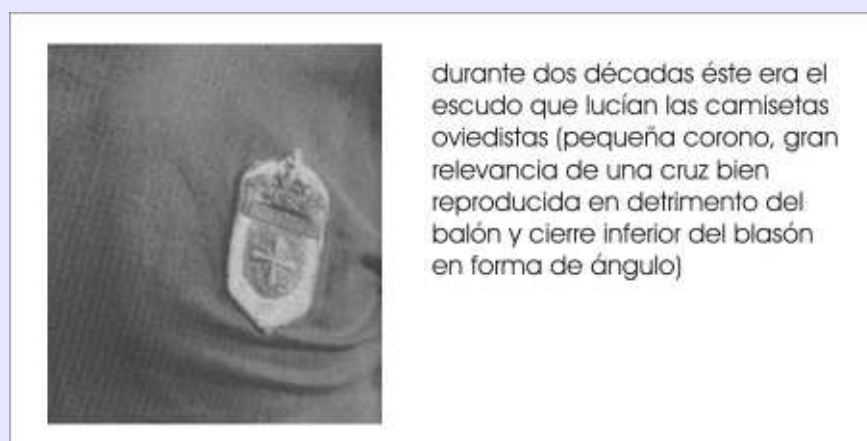 durante dos décadas éste era el
escudo que lucían las camisetas
oviedistas (pequeña corono, gran
relevancia de una cruz bien
reproducida en detrimento del
balón y cierre inferior del blasón
en forma de ángulo)